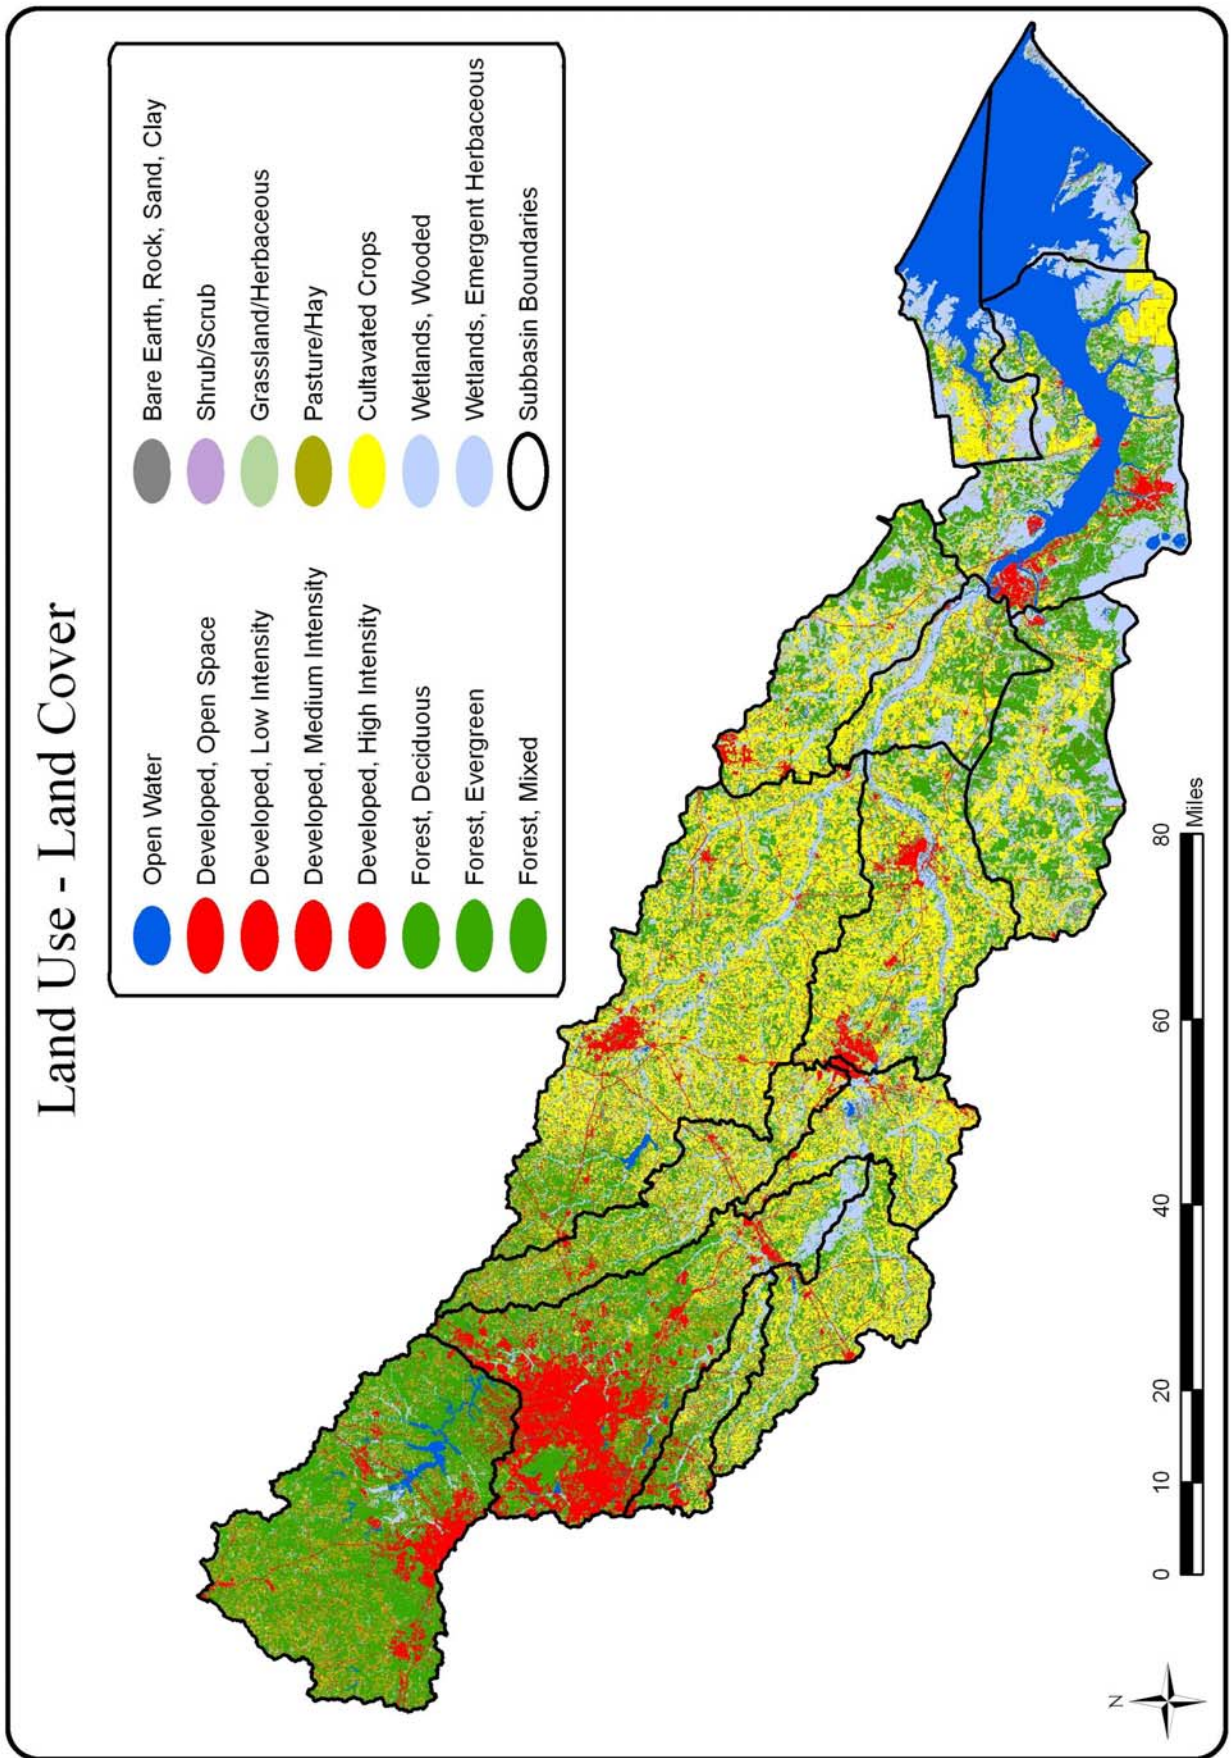 Land Use - Land Cover
Open Water
Developed, Open Space
Developed, Low Intensity
Developed, Medium Intensity
Developed, High Intensity
Forest, Deciduous
Forest, Evergreen
Forest, Mixed
Bare Earth, Rock, Sand, Clay
Shrub/Scrub
Grassland/Herbaceous
Pasture/Hay
Cultavated Crops
Wetlands, Wooded
Wetlands, Emergent Herbaceous
Subbasin Boundaries
N
0 10 20 40 60 80
Miles